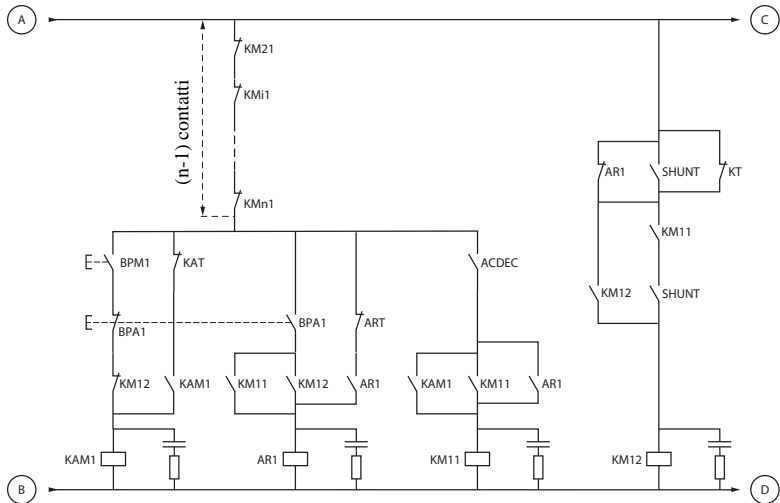 A
C
KM21
KMi1
(n-1) contatti
KMn1
AR1
SHUNT
KT
KM11
BPM1
KAT
ACDEC
KM12
SHUNT
BPA1
BPA1
ART
KM12
KAM1
KM11
KM12
AR1
KAM1
KM11
AR1
KAM1
AR1
KM11
KM12
B
D